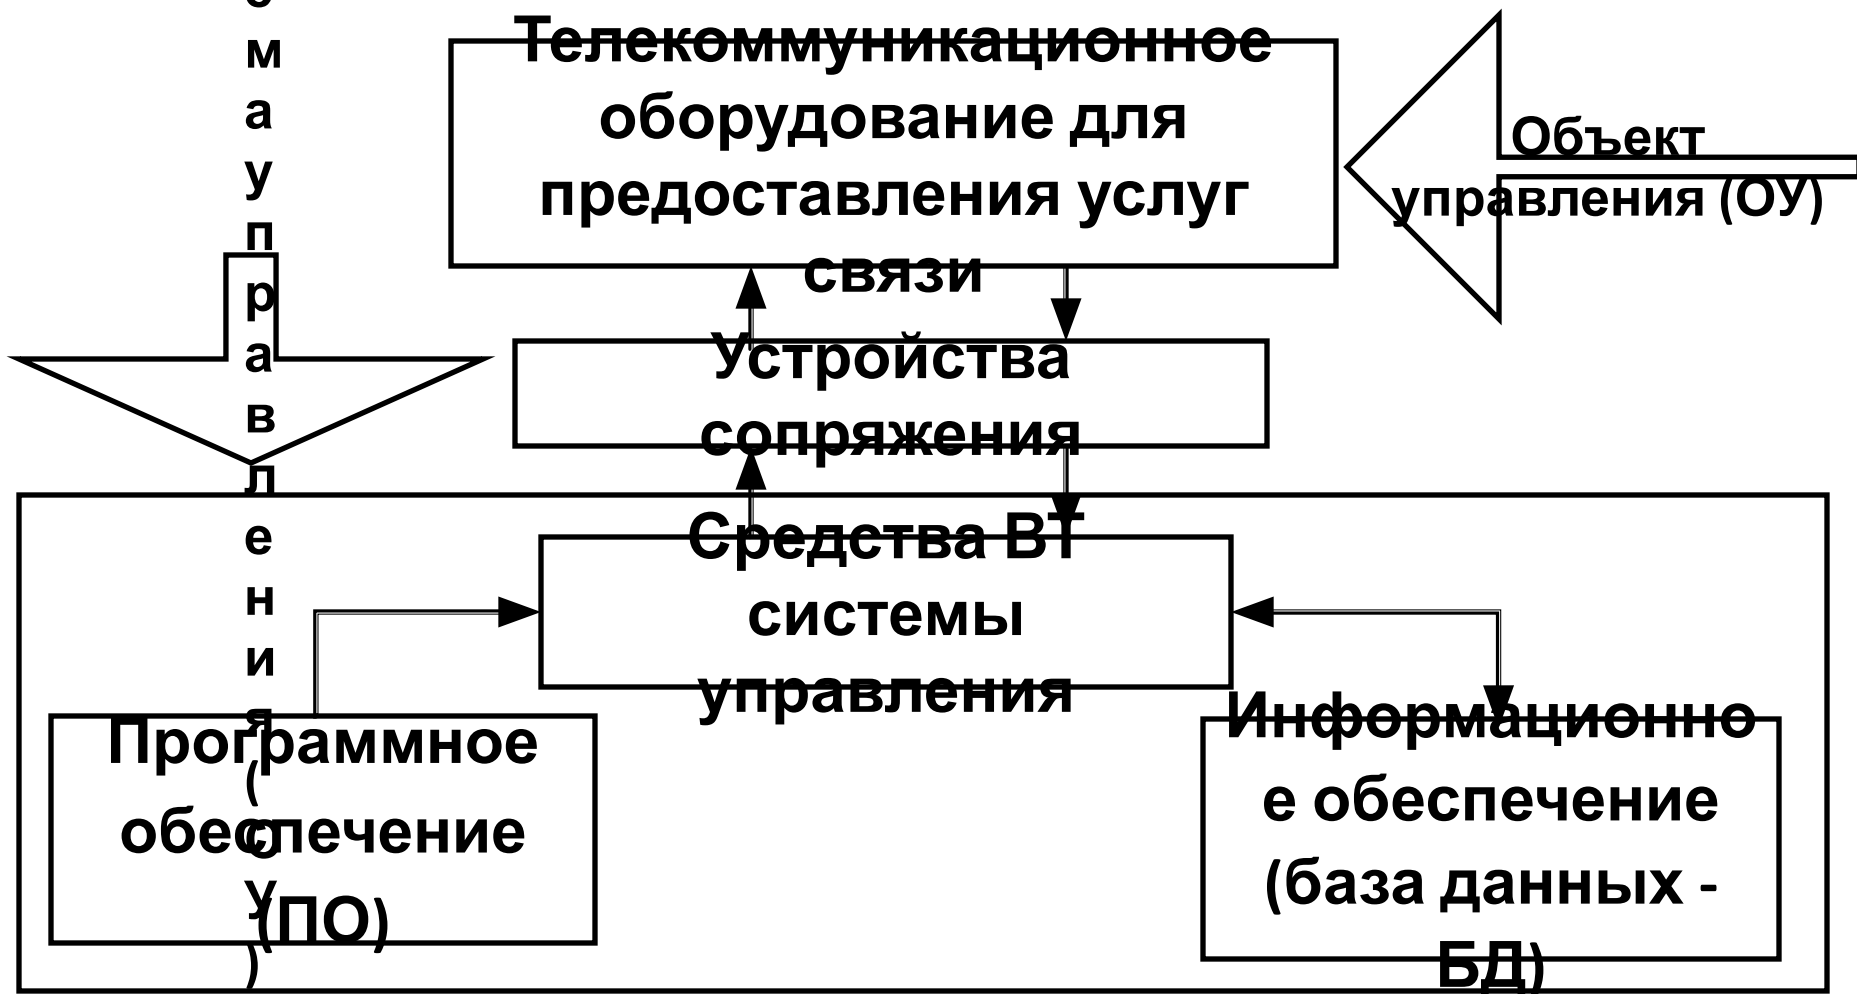 Телекоммуникационное
оборудование для
предоставления услуг
связи
Объект
управления (ОУ)
Устройства
сопряжения
Средства ВТ
системы
управления
Программное
обеспечение
(ПО)
Информационно
е обеспечение
(база данных -
БД)
м
а
у
п
р
а
в
л
е
н
и
я
(
С
У
)